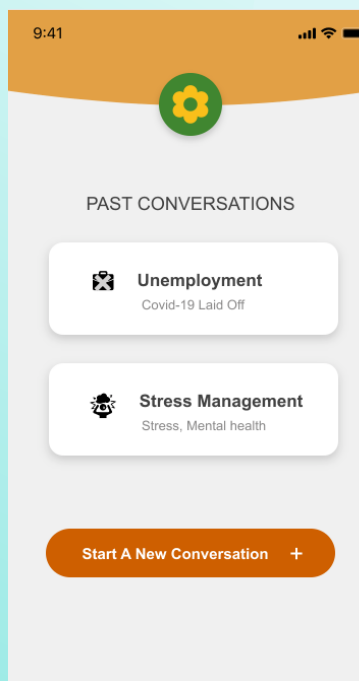 9:41
PAST CONVERSATIONS
Unemployment
Covid-19 Laid Off
Stress Management
Stress, Mental health
Start A New Conversation +